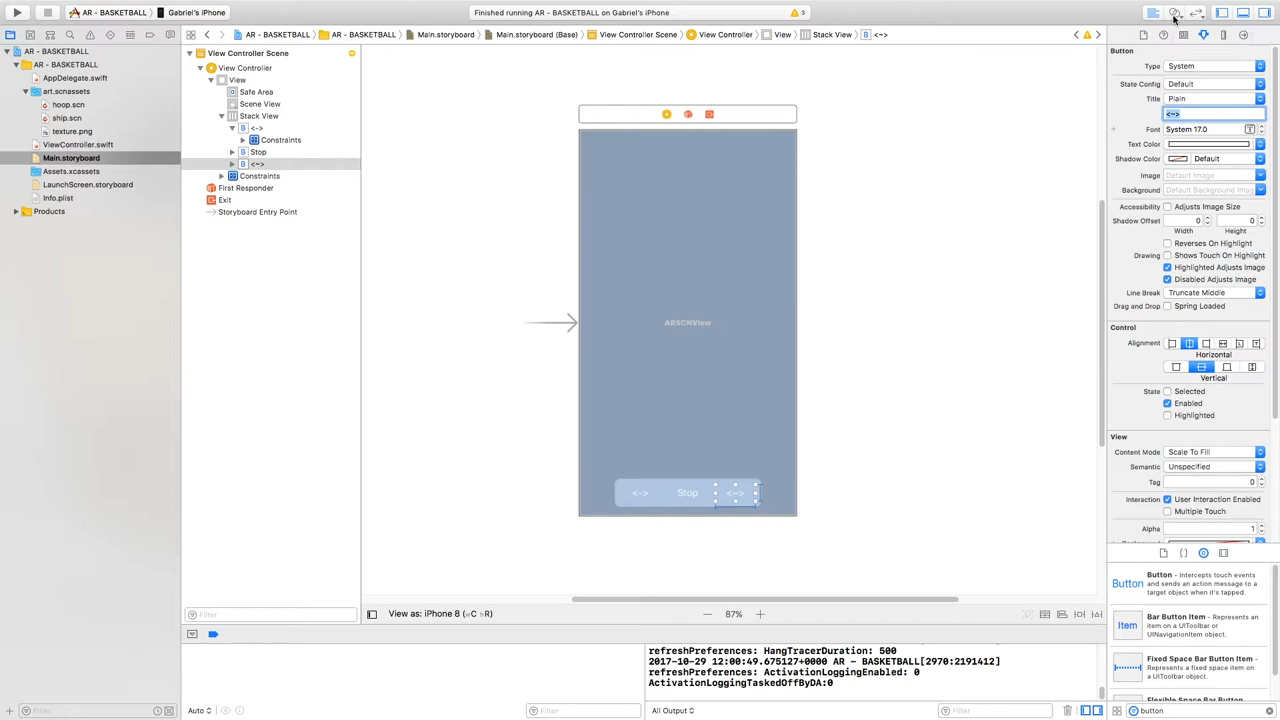 AR - BASKETBALL
Gabriel's iPhone
Finished running AR - BASKETBALL on Gabriel's iPhone
3
AR - BASKETBALL
AR - BASKETBALL
Main.storyboard
Main.storyboard (Base)
View Controller Scene
View Controller
View
Stack View
<~>
AR - BASKETBALL
AR - BASKETBALL
AppDelegate.swift
art.scnassets
hoop.scn
ship.scn
texture.png
ViewController.swift
Main.storyboard
Assets.xcassets
LaunchScreen.storyboard
Info.plist
Products
View Controller Scene
View Controller
View
Safe Area
Scene View
Stack View
B <->
Constraints
B Stop
B <~>
Constraints
First Responder
Exit
Storyboard Entry Point
ARSCNView
<->
Stop
<~>
Button
Type System
State Config Default
Title Plain
<~>
Font System 17.0
Text Color
Shadow Color Default
Image Default Image
Background Default Background Imag
Accessibility Adjusts Image Size
Shadow Offset 0 0
Width Height
Reverses On Highlight
Drawing Shows Touch On Highlight
Highlighted Adjusts Image
Disabled Adjusts Image
Line Break Truncate Middle
Drag and Drop Spring Loaded
Control
Alignment
Horizontal
Vertical
State Selected
Enabled
Highlighted
View
Content Mode Scale To Fill
Semantic Unspecified
Tag 0
Interaction User Interaction Enabled
Multiple Touch
Alpha 1
Button
Button - Intercepts touch events and sends an action message to a target object when it's tapped.
Item
Bar Button Item - Represents an item on a UIToolbar or UINavigationItem object.
Fixed Space Bar Button Item - Represents a fixed space item on a UIToolbar object.
Flexible Space Bar Button Item
button
Filter
View as: iPhone 8 (wC hR)
87%
refreshPreferences: HangTracerDuration: 500
2017-10-29 12:00:49.675127+0000 AR - BASKETBALL[2970:2191412]
refreshPreferences: ActivationLoggingEnabled: 0
ActivationLoggingTaskedOffByDA:0
Filter
Auto
Filter
All Output
Filter